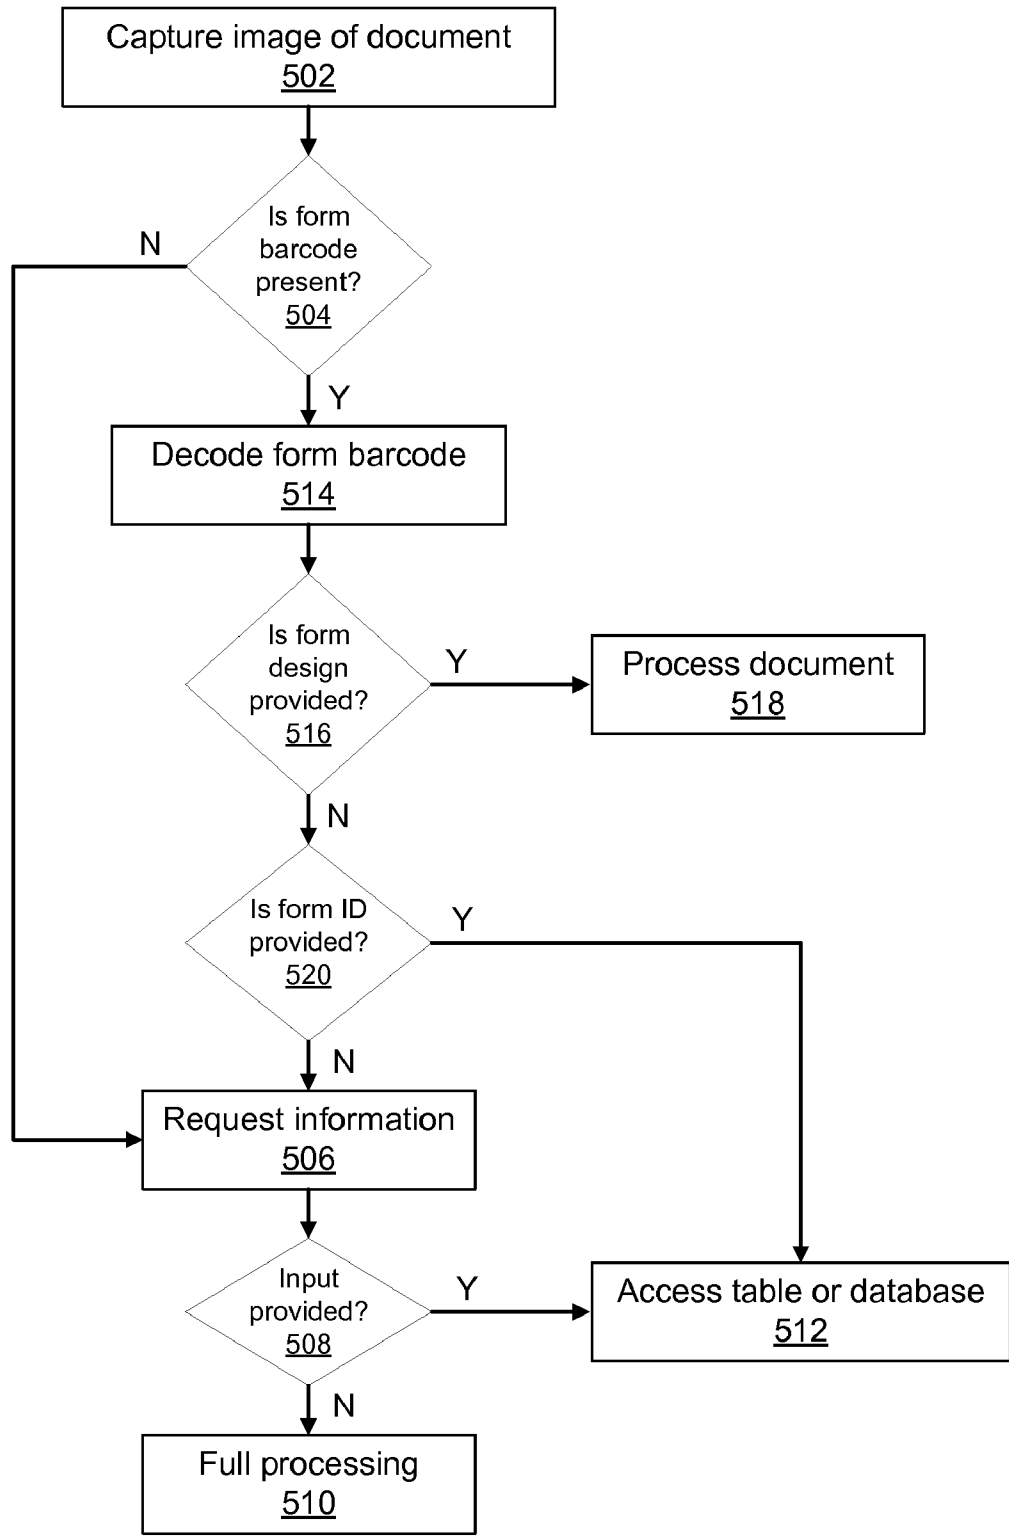 Capture image of document
502
Is form
barcode
present?
504
N
Y
Decode form barcode
514
Is form
design
provided?
516
Y
Process document
518
N
Is form ID
provided?
520
Y
N
Request information
506
Input
provided?
508
Y
Access table or database
512
N
Full processing
510